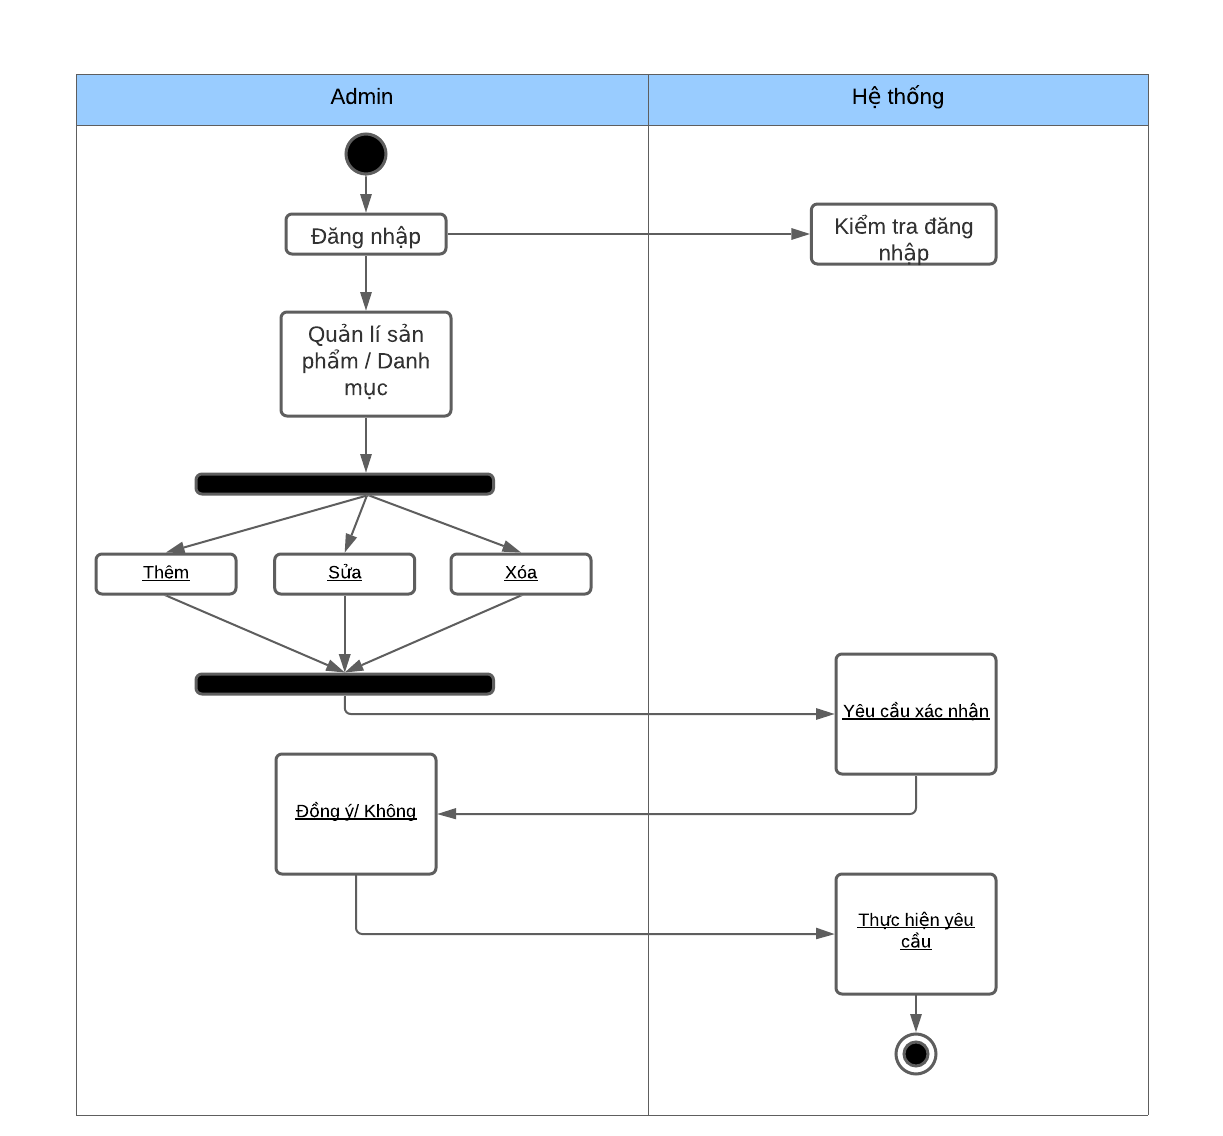 Admin
Hệ thống
Đăng nhập
Kiểm tra đăng
nhập
Quản lí sản
phẩm / Danh
mục
Thêm
Sửa
Xóa
Yêu cầu xác nhận
Đồng ý/ Không
Thực hiện yêu
cầu